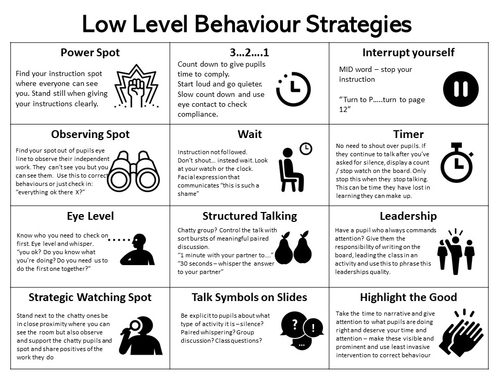 Low Level Behaviour Strategies
Power Spot
Find your instruction spot
where everyone can see
you. Stand still when giving
your instructions clearly.
3…2….1
Count down to give pupils
time to comply.
Start loud and go quieter.
Slow count down and use
eye contact to check
compliance.
Interrupt yourself
MID word – stop your
instruction
“Turn to P…..turn to page
12”
Observing Spot
Find your spot out of pupils eye
line to observe their independent
work. They can't see you but you
can see them. Use this to correct
behaviours or just check in:
“everything ok there X?”
Wait
Instruction not followed.
Don't shout… instead wait. Look
at your watch or the clock.
Facial expression that
communicates “this is such a
shame”
Timer
No need to shout over pupils. If
they continue to talk after you've
asked for silence, display a count
/ stop watch on the board. Only
stop this when they stop talking.
This can be time they have lost in
learning they can make up.
Eye Level
Know who you need to check on
first. Eye level and whisper.
“you ok? Do you know what
you're doing? Do you need us to
do the first one together?”
Structured Talking
Chatty group? Control the talk with
sort bursts of meaningful paired
discussion.
“1 minute with your partner to….”
“30 seconds – whisper the answer
to your partner”
Leadership
Have a pupil who always commands
attention? Give them the
responsibility of writing on the
board, leading the class in an
activity and use this to phrase this
leaderships quality.
Strategic Watching Spot
Stand next to the chatty ones be
in close proximity where you can
see the room but also observe
and support the chatty pupils and
spot and share positives of the
work they do
Talk Symbols on Slides
Be explicit to pupils about what
type of activity it is – silence?
Paired whispering? Group
discussion? Class questions?
Highlight the Good
Take the time to narrative and give
attention to what pupils are doing
right and deserve your time and
attention – make these visible and
prominent and use least invasive
intervention to correct behaviour